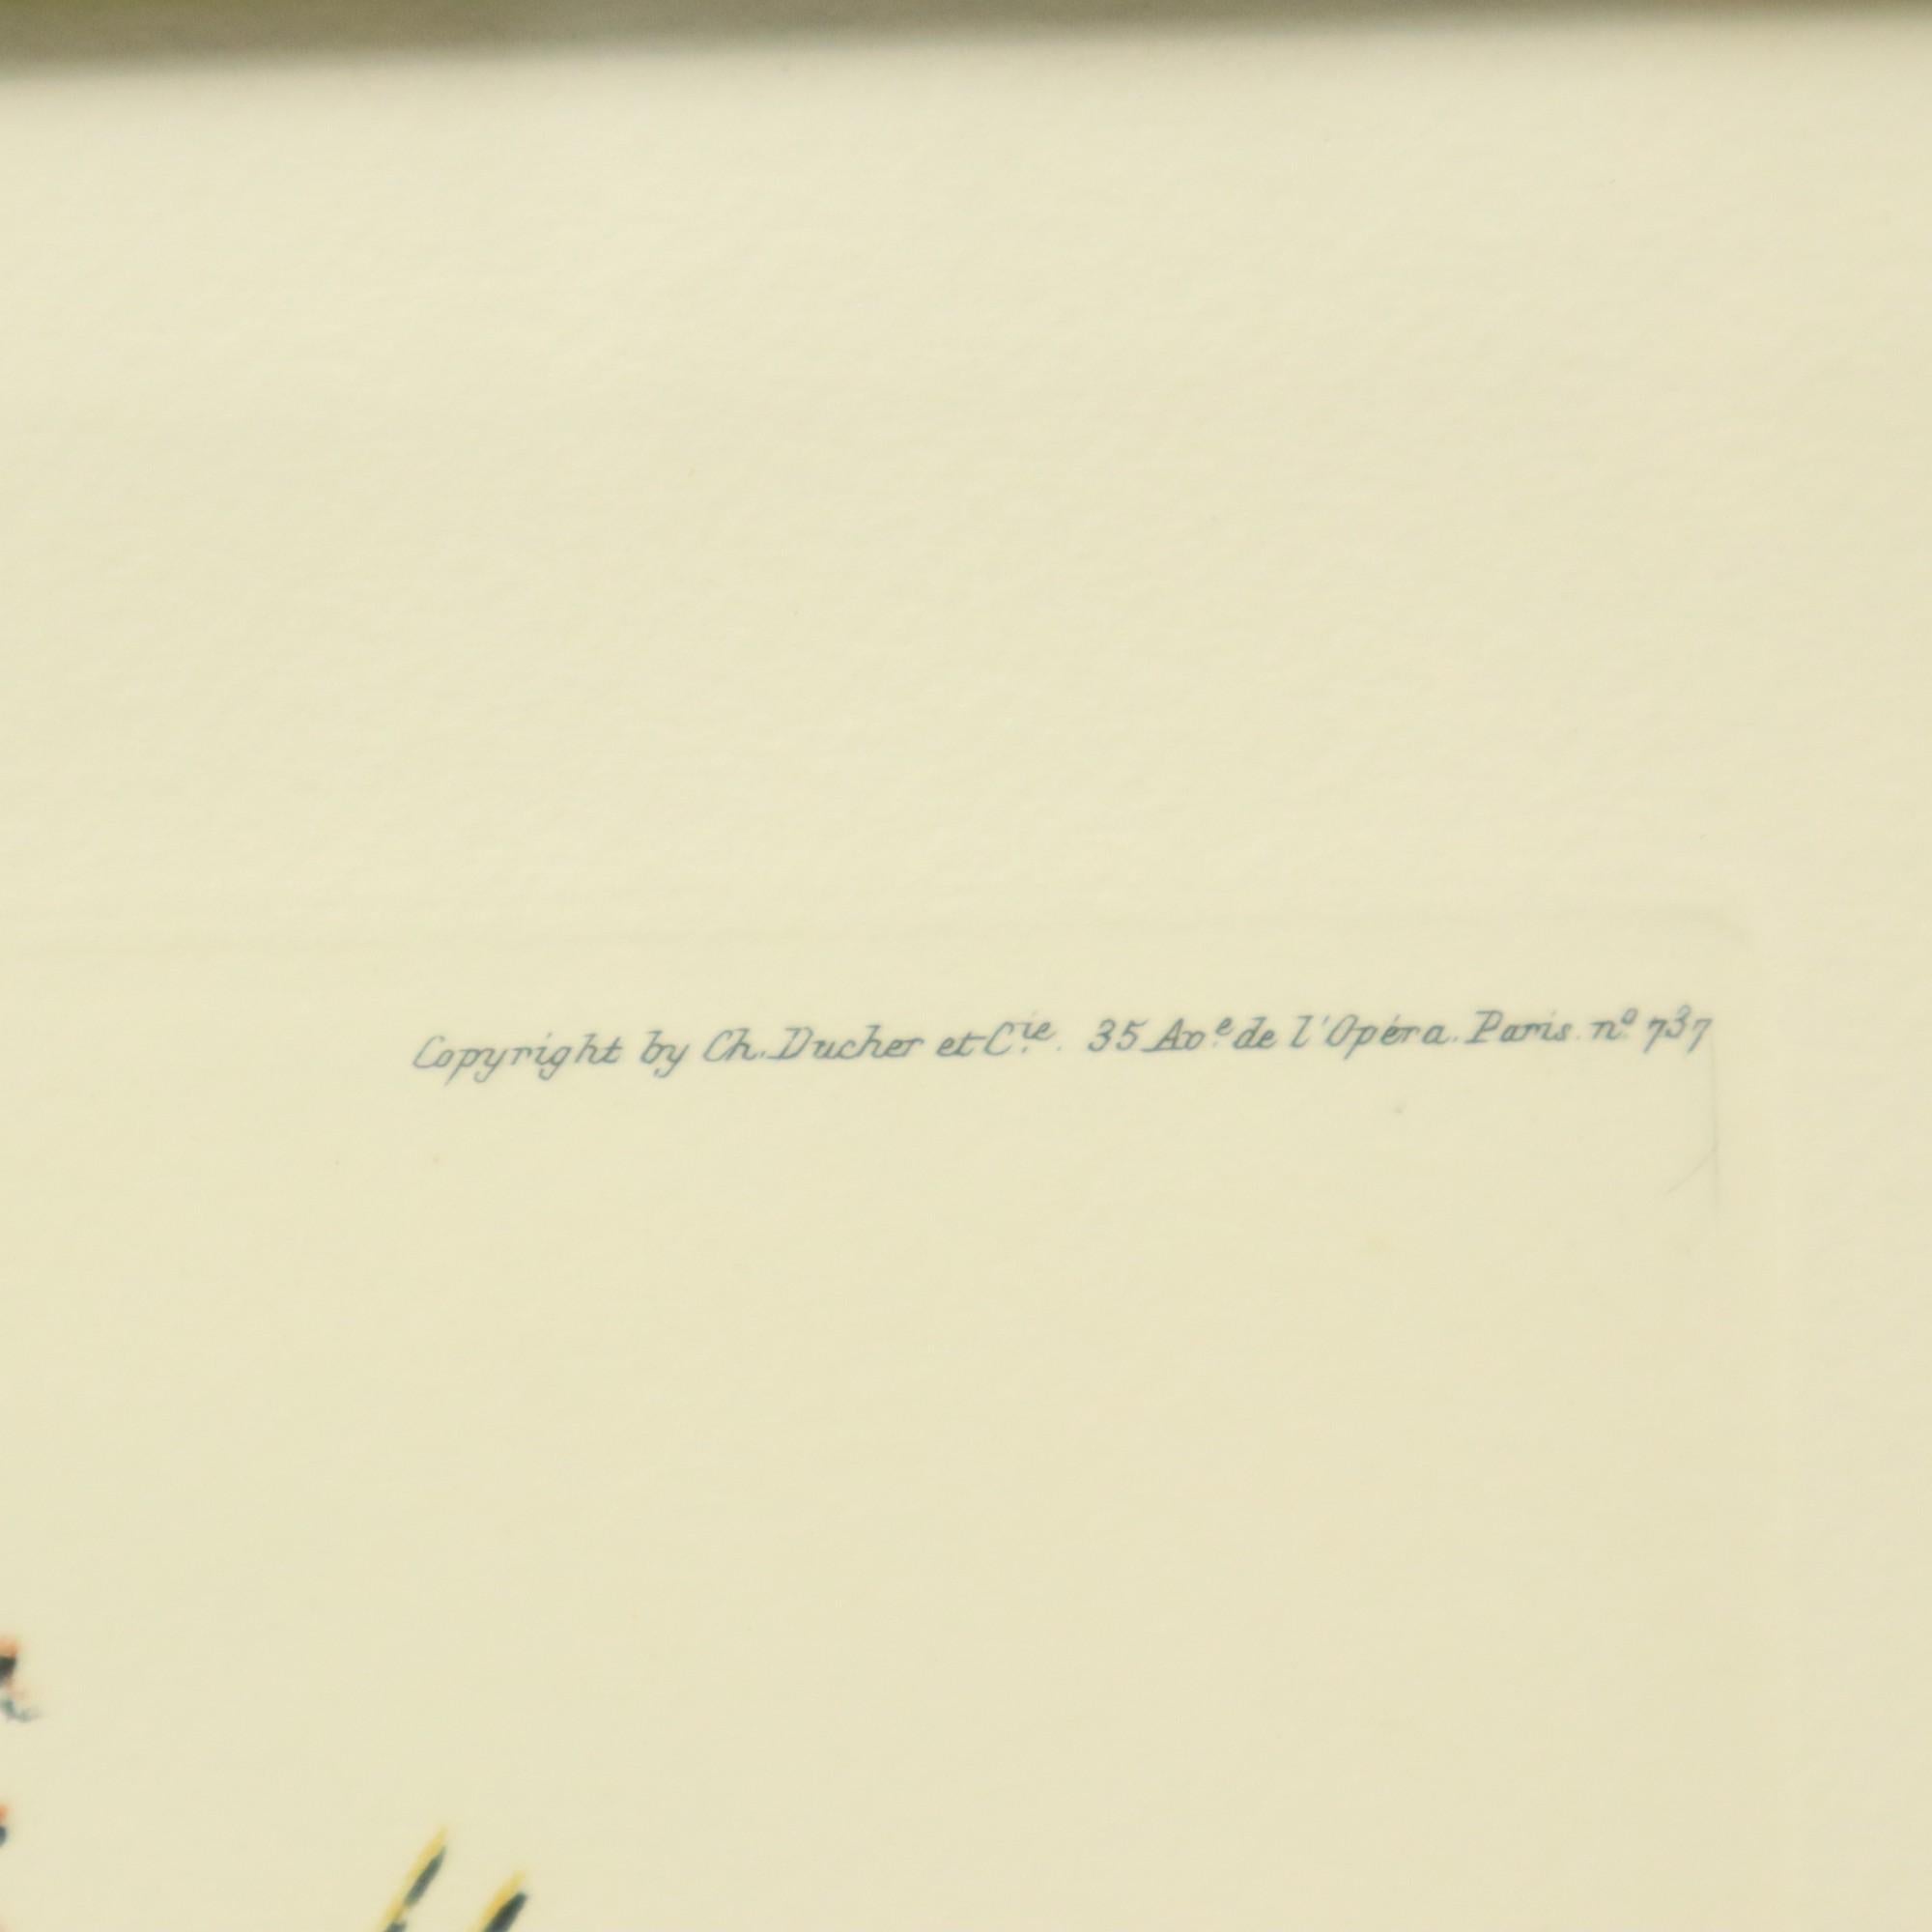 Copyright by Ch. Ducher et Cie. 35 Ave de l'Opéra. Paris. no 737